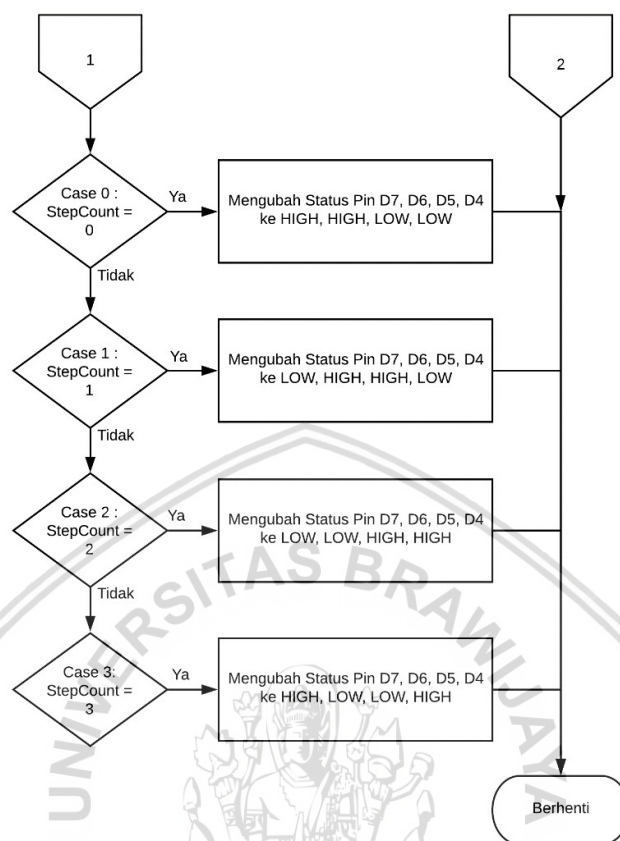 1
2
Case 0 :
StepCount =
0
Ya
Mengubah Status Pin D7, D6, D5, D4
ke HIGH, HIGH, LOW, LOW
Tidak
Case 1 :
StepCount =
1
Ya
Mengubah Status Pin D7, D6, D5, D4
ke LOW, HIGH, HIGH, LOW
Tidak
Case 2 :
StepCount =
2
Ya
Mengubah Status Pin D7, D6, D5, D4
ke LOW, LOW, HIGH, HIGH
Tidak
Case 3:
StepCount =
3
Ya
Mengubah Status Pin D7, D6, D5, D4
ke HIGH, LOW, LOW, HIGH
Berhenti
UNIVERSITAS BRAWIJAYA